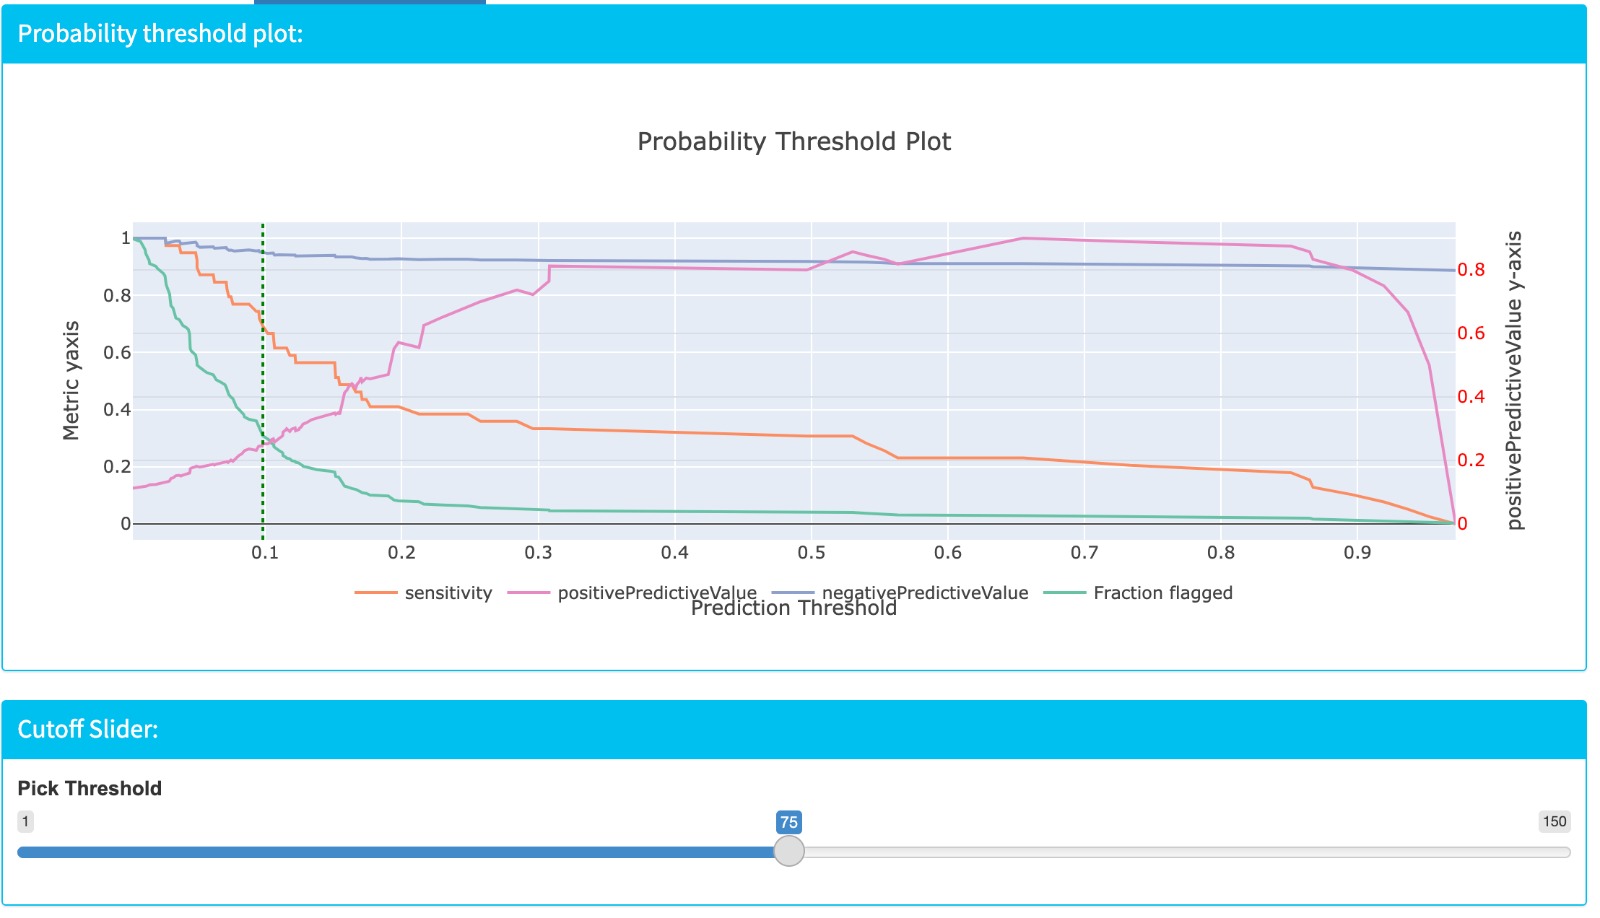 Probability threshold plot:
Probability Threshold Plot
Metric yaxis
1
0.8
0.6
0.4
0.2
0
0.8
0.6
0.4
0.2
0
positivePredictiveValue y-axis
0.1 0.2 0.3 0.4 0.5 0.6 0.7 0.8 0.9
sensitivity positivePredictiveValue negativePredictiveValue Fraction flagged
Prediction Threshold
Cutoff Slider:
Pick Threshold
1 75 150